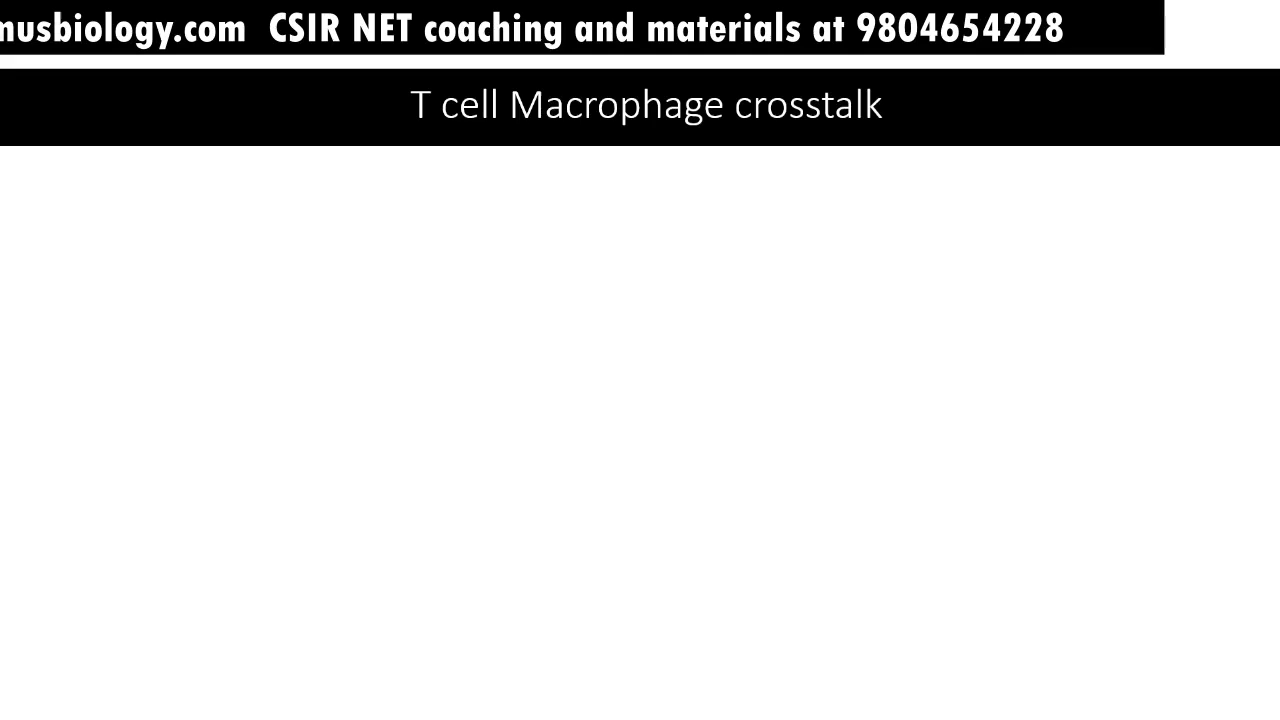 nusbiology.com CSIR NET coaching and materials at 9804654228
T cell Macrophage crosstalk